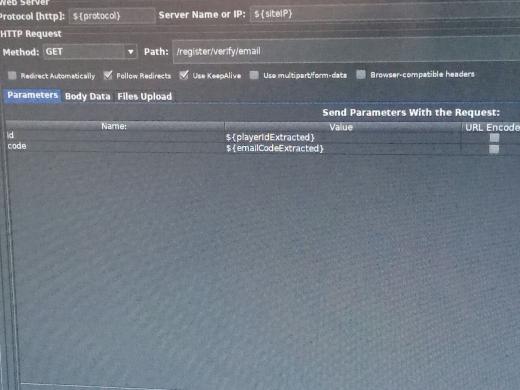 Web Server
Protocol [http]: ${protocol} Server Name or IP: ${siteIP}
HTTP Request
Method: GET Path: /register/verify/email
Redirect Automatically Follow Redirects Use KeepAlive Use multipart/form-data Browser-compatible headers
Parameters Body Data Files Upload
Send Parameters With the Request:
Name: Value URL Encode
id ${playerIdExtracted}
code ${emailCodeExtracted}